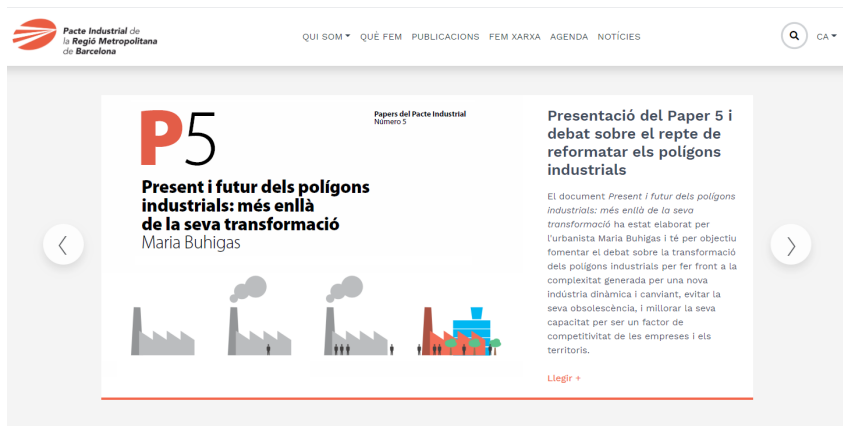 Pacte Industrial de
la Regió Metropolitana
de Barcelona
QUI SOM QUÈ FEM PUBLICACIONS FEM XARXA AGENDA NOTÍCIES
CA
P5
Papers del Pacte Industrial
Número 5
Present i futur dels polígons
industrials: més enllà
de la seva transformació
Maria Buhigas
Presentació del Paper 5 i
debat sobre el repte de
reformatar els polígons
industrials
El document Present i futur dels polígons
industrials: més enllà de la seva
transformació ha estat elaborat per
l'urbanista Maria Buhigas i té per objectiu
fomentar el debat sobre la transformació
dels polígons industrials per fer front a la
complexitat generada per una nova
indústria dinàmica i canviant, evitar la
seva obsolescència, i millorar la seva
capacitat per ser un factor de
competitivitat de les empreses i els
territoris.
Llegir +